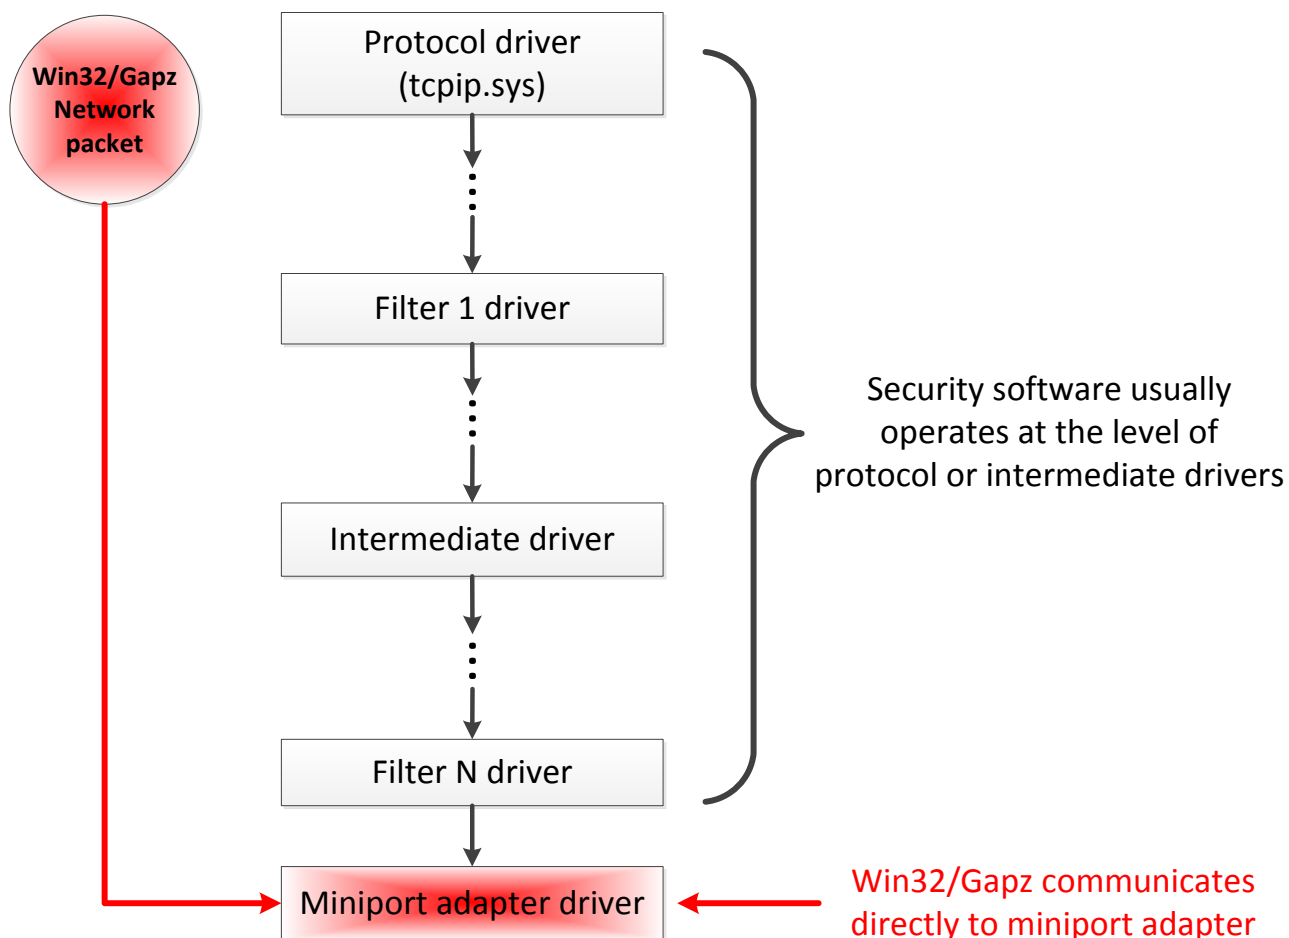 Win32/Gapz
Network
packet
Protocol driver
(tcpip.sys)
Filter 1 driver
Intermediate driver
Filter N driver
Miniport adapter driver
Security software usually
operates at the level of
protocol or intermediate drivers
Win32/Gapz communicates
directly to miniport adapter